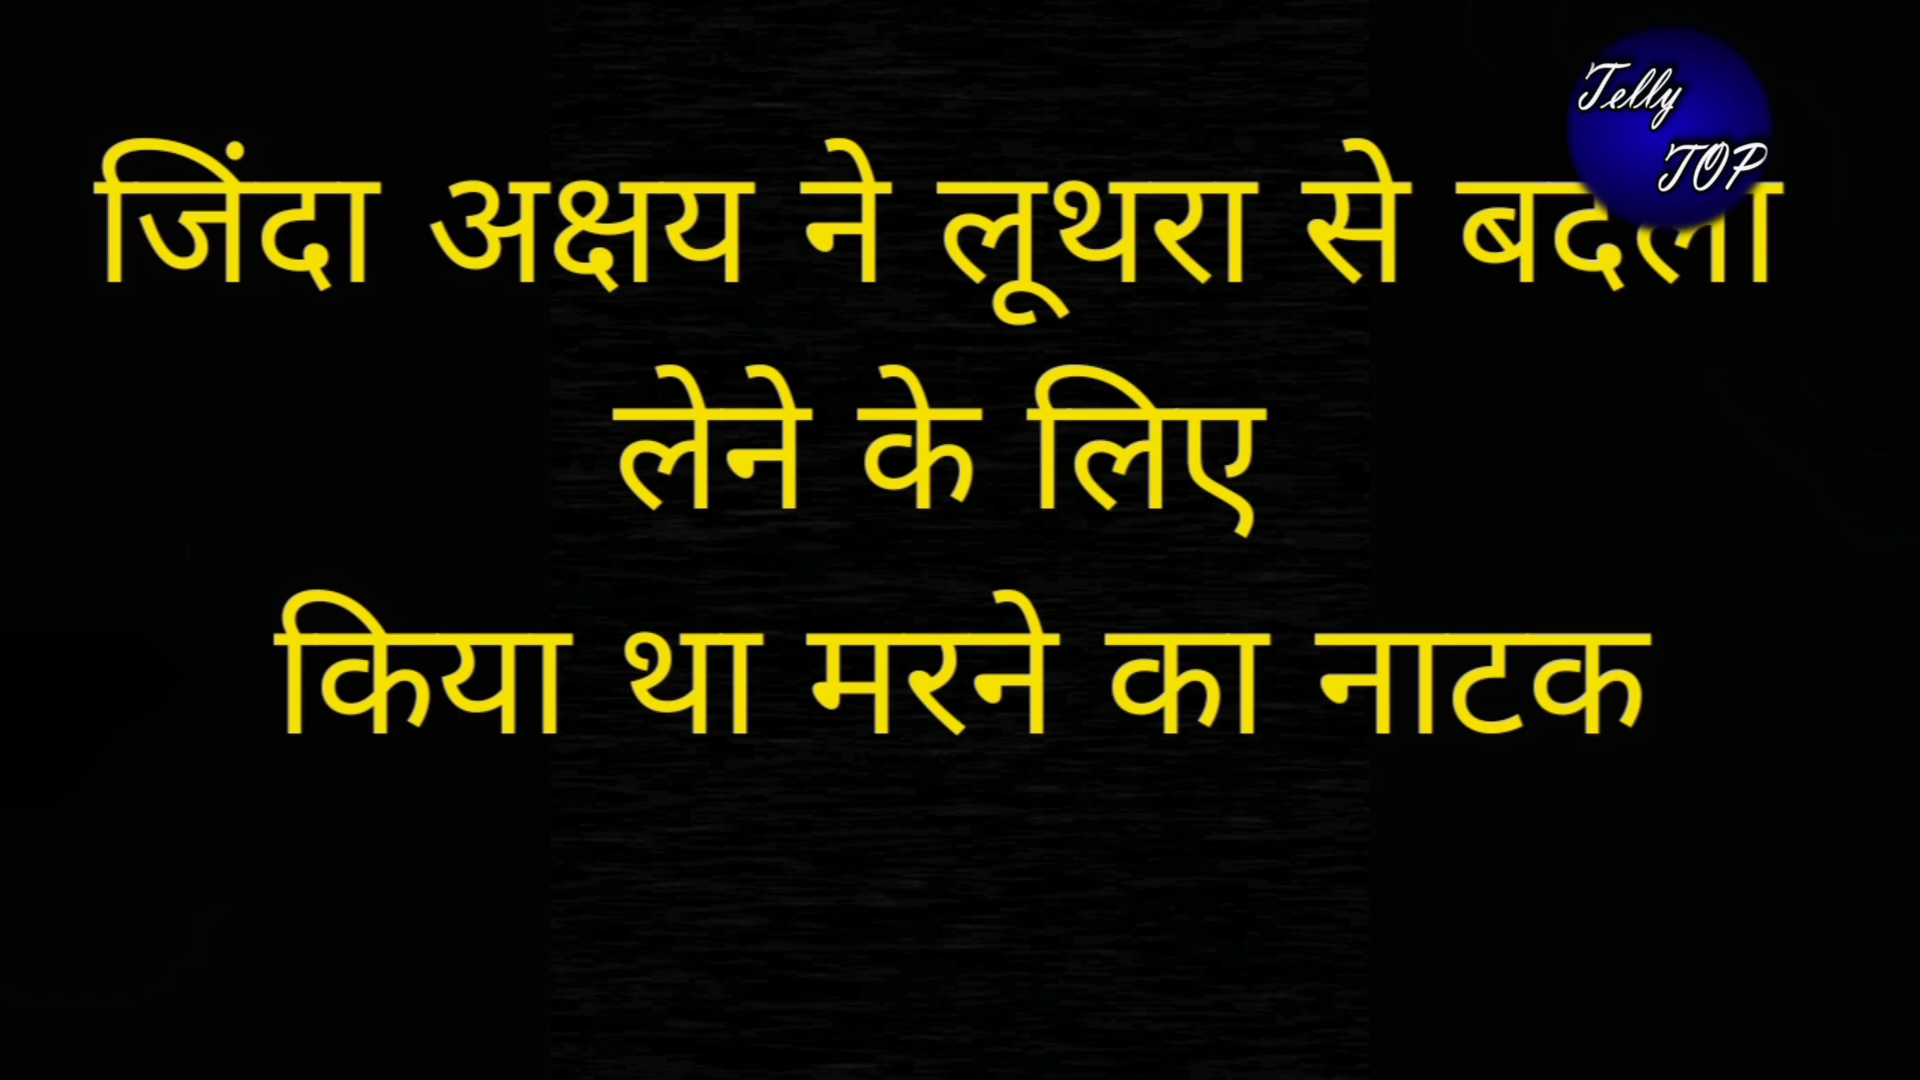 Telly
TOP
जिंदा अक्षय ने लूथरा से बदला
लेने के लिए
किया था मरने का नाटक